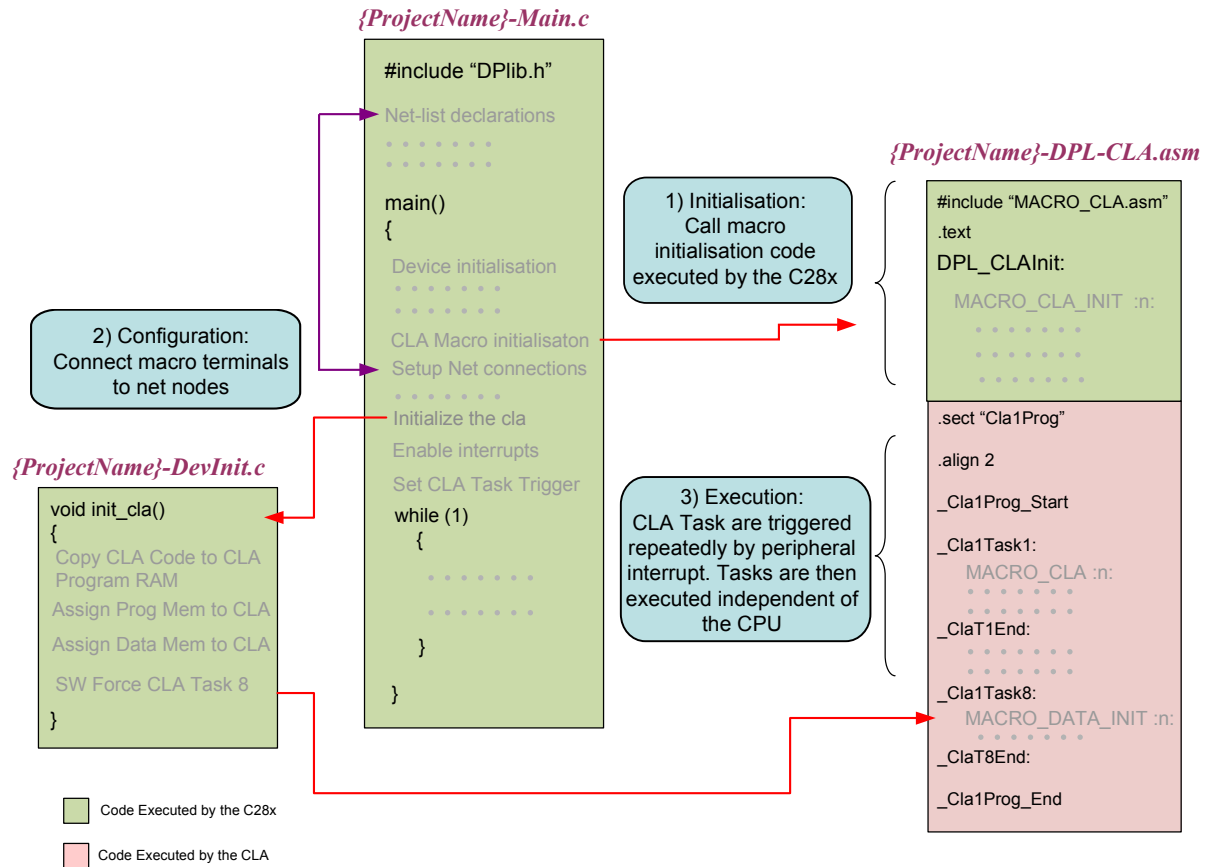 {ProjectName}-Main.c
#include “DPlib.h”
Net-list declarations
main()
{
Device initialisation
CLA Macro initialisaton
Setup Net connections
Initialize the cla
Enable interrupts
Set CLA Task Trigger
while (1)
{
}
}
1) Initialisation:
Call macro
initialisation code
executed by the C28x
2) Configuration:
Connect macro terminals
to net nodes
3) Execution:
CLA Task are triggered
repeatedly by peripheral
interrupt. Tasks are then
executed independent of
the CPU
{ProjectName}-DevInit.c
void init_cla()
{
Copy CLA Code to CLA
Program RAM
Assign Prog Mem to CLA
Assign Data Mem to CLA
SW Force CLA Task 8
}
{ProjectName}-DPL-CLA.asm
#include “MACRO_CLA.asm”
.text
DPL_CLAInit:
MACRO_CLA_INIT :n:
.sect “Cla1Prog”
.align 2
_Cla1Prog_Start
_Cla1Task1:
MACRO_CLA :n:
_ClaT1End:
_Cla1Task8:
MACRO_DATA_INIT :n:
_ClaT8End:
_Cla1Prog_End
Code Executed by the C28x
Code Executed by the CLA